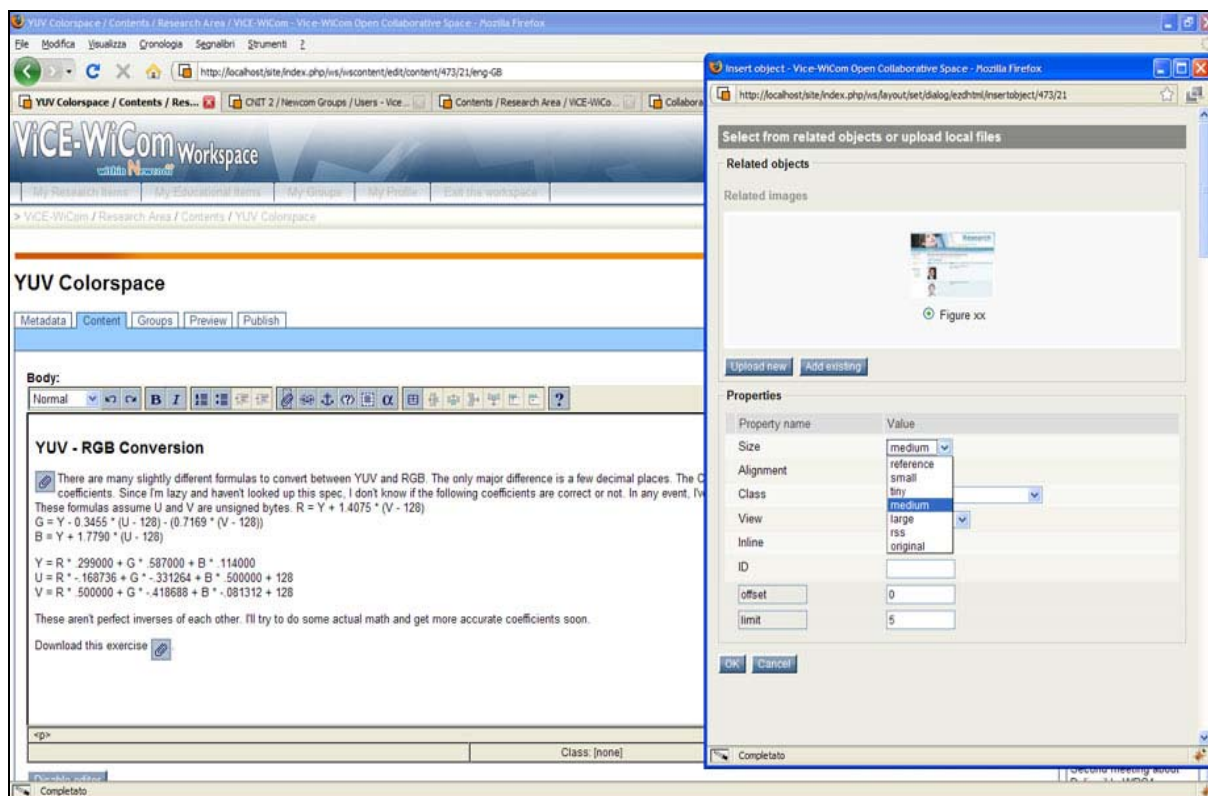 YUV Colorspace / Contents / Research Area / ViCE-WiCom - Vice-WiCom Open Collaborative Space - Mozilla Firefox
File Modifica Visualizza Cronologia Segnalibri Strumenti ?
http://localhost/site/index.php/ws/wscontent/edit/content/473/21/eng-GB
YUV Colorspace / Contents / Res...
CNIT 2 / Newcom Groups / Users - Vice ...
Contents / Research Area / ViCE-WiCo...
Collabora
ViCE-WiCom Workspace
within Newcom
My Research Items My Educational Items My Groups My Profile Exit the workspace
> ViCE-WiCom / Research Area / Contents / YUV Colorspace
YUV Colorspace
Metadata Content Groups Preview Publish
Body:
Normal B I α ?
YUV - RGB Conversion
There are many slightly different formulas to convert between YUV and RGB. The only major difference is a few decimal places. The C
coefficients. Since I'm lazy and haven't looked up this spec, I don't know if the following coefficients are correct or not. In any event, I'v
These formulas assume U and V are unsigned bytes. R = Y + 1.4075 * (V - 128)
G = Y - 0.3455 * (U - 128) - (0.7169 * (V - 128))
B = Y + 1.7790 * (U - 128)
Y = R * .299000 + G * .587000 + B * .114000
U = R * -.168736 + G * -.331264 + B * .500000 + 128
V = R * .500000 + G * -.418688 + B * -.081312 + 128
These aren't perfect inverses of each other. I'll try to do some actual math and get more accurate coefficients soon.
Download this exercise
<p>
Class: [none]
Disable editor
Completato
Insert object - Vice-WiCom Open Collaborative Space - Mozilla Firefox
http://localhost/site/index.php/ws/layout/set/dialog/ezdhtml/insertobject/473/21
Select from related objects or upload local files
Related objects
Related images
Research
Figure xx
Upload new Add existing
Properties
Property name Value
Size medium
reference
small
tiny
medium
large
rss
original
Alignment
Class
View
Inline
ID
offset 0
limit 5
OK Cancel
Completato
Second meeting about